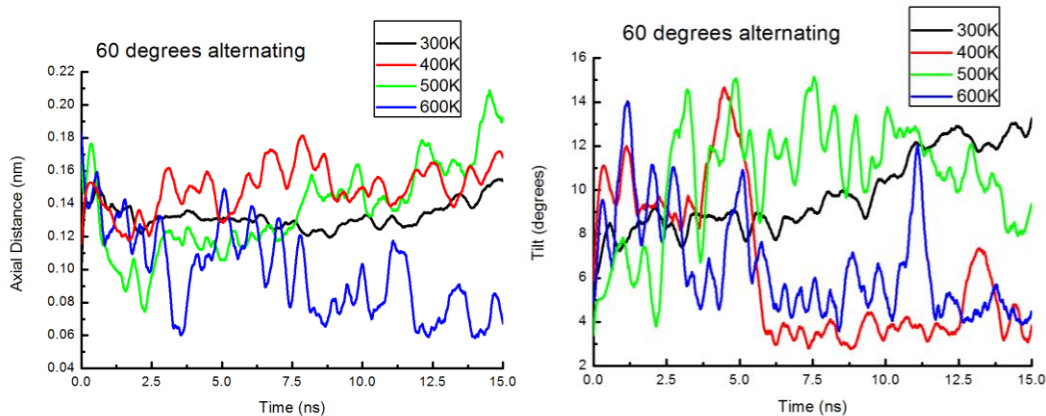 60 degrees alternating
300K
400K
500K
600K
0.22
0.20
0.18
0.16
0.14
0.12
0.10
0.08
0.06
0.04
Axial Distance (nm)
0.0 2.5 5.0 7.5 10.0 12.5 15.0
Time (ns)
60 degrees alternating
300K
400K
500K
600K
16
14
12
10
8
6
4
2
Tilt (degrees)
0.0 2.5 5.0 7.5 10.0 12.5 15.0
Time (ns)